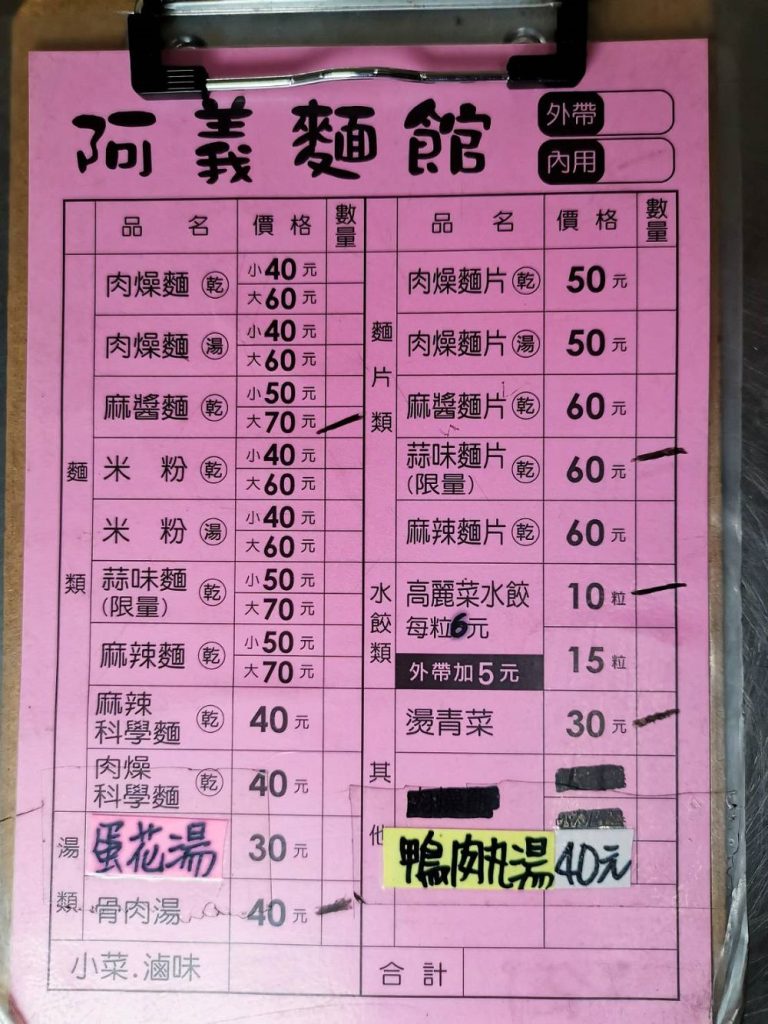 阿義麵館
外帶
內用
品名 價格 數量
麵類
肉燥麵 乾 小40元
大60元
肉燥麵 湯 小40元
大60元
麻醬麵 乾 小50元
大70元
米粉 乾 小40元
大60元
米粉 湯 小40元
大60元
蒜味麵 乾 小50元
(限量) 大70元
麻辣麵 乾 小50元
大70元
麻辣
科學麵 乾 40元
肉燥
科學麵 乾 40元
湯類
蛋花湯 30元
骨肉湯 40元
小菜.滷味
品名 價格 數量
麵片類
肉燥麵片 乾 50元
肉燥麵片 湯 50元
麻醬麵片 乾 60元
蒜味麵片 乾 60元
(限量)
麻辣麵片 乾 60元
水餃類
高麗菜水餃 10粒
每粒6元
外帶加5元 15粒
其他
燙青菜 30元
鴨肉丸湯 40元
合計